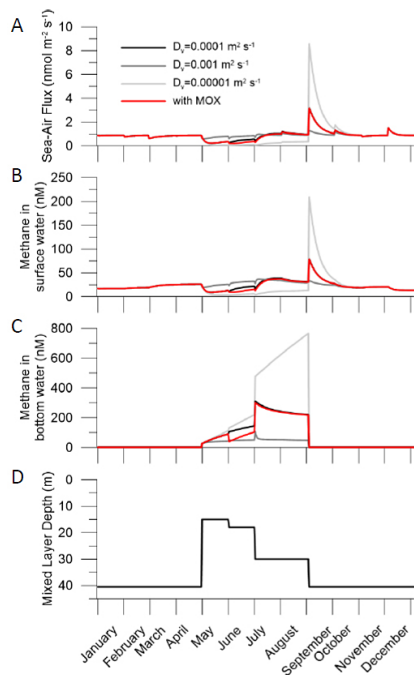 A
Sea-Air Flux (nmol m⁻² s⁻¹)
10
8
6
4
2
0
Dᵥ=0.0001 m² s⁻¹
Dᵥ=0.001 m² s⁻¹
Dᵥ=0.00001 m² s⁻¹
with MOX
B
Methane in
surface water (nM)
250
200
150
100
50
0
C
Methane in
bottom water (nM)
800
600
400
200
0
D
Mixed Layer Depth (m)
0
10
20
30
40
January
February
March
April
May
June
July
August
September
October
November
December